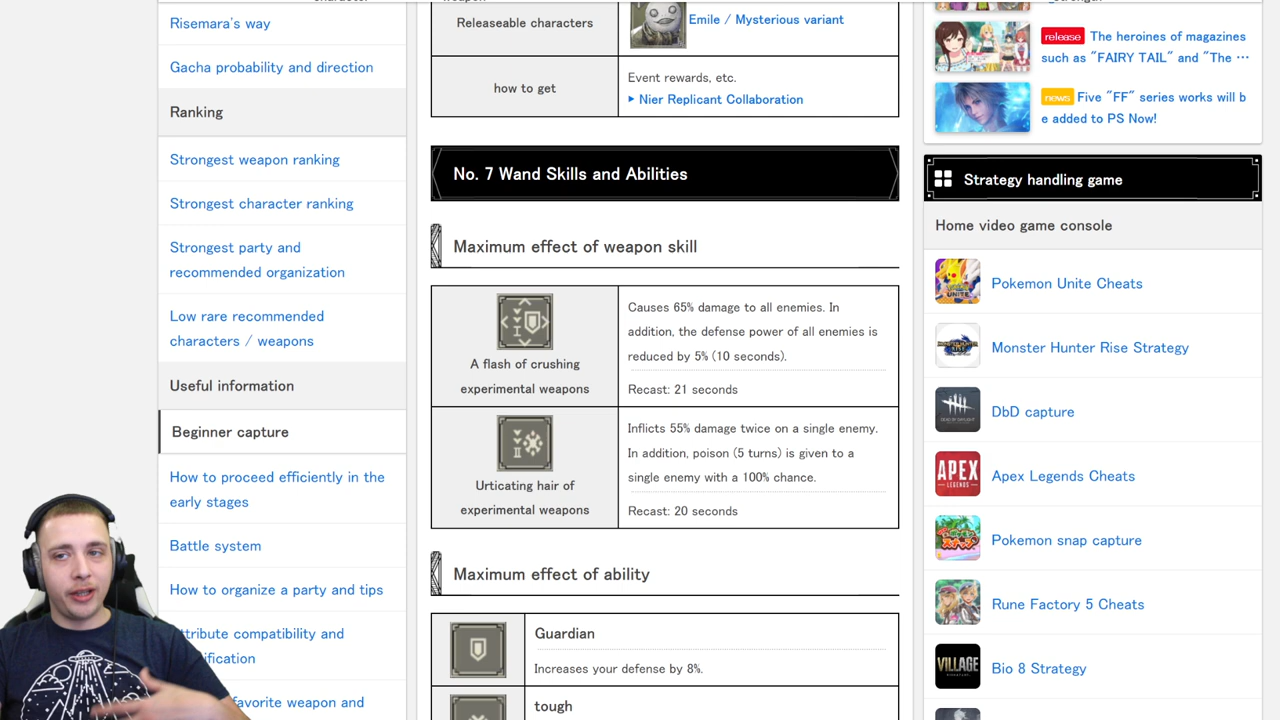 Risemara's way
Gacha probability and direction
Ranking
Strongest weapon ranking
Strongest character ranking
Strongest party and
recommended organization
Low rare recommended
characters / weapons
Useful information
Beginner capture
How to proceed efficiently in the
early stages
Battle system
How to organize a party and tips
ttribute compatibility and
favorite weapon and
Releaseable characters
Emile / Mysterious variant
how to get
Event rewards, etc.
Nier Replicant Collaboration
No. 7 Wand Skills and Abilities
Maximum effect of weapon skill
A flash of crushing
experimental weapons
Causes 65% damage to all enemies. In
addition, the defense power of all enemies is
reduced by 5% (10 seconds).
Recast: 21 seconds
Urticating hair of
experimental weapons
Inflicts 55% damage twice on a single enemy.
In addition, poison (5 turns) is given to a
single enemy with a 100% chance.
Recast: 20 seconds
Maximum effect of ability
Guardian
Increases your defense by 8%.
tough
release The heroines of magazines
such as "FAIRY TAIL" and "The ...
news Five "FF" series works will b
e added to PS Now!
Strategy handling game
Home video game console
Pokemon Unite Cheats
Monster Hunter Rise Strategy
DbD capture
APEX
LEGENDS
Apex Legends Cheats
Pokemon snap capture
Rune Factory 5 Cheats
VILLAGE
Bio 8 Strategy